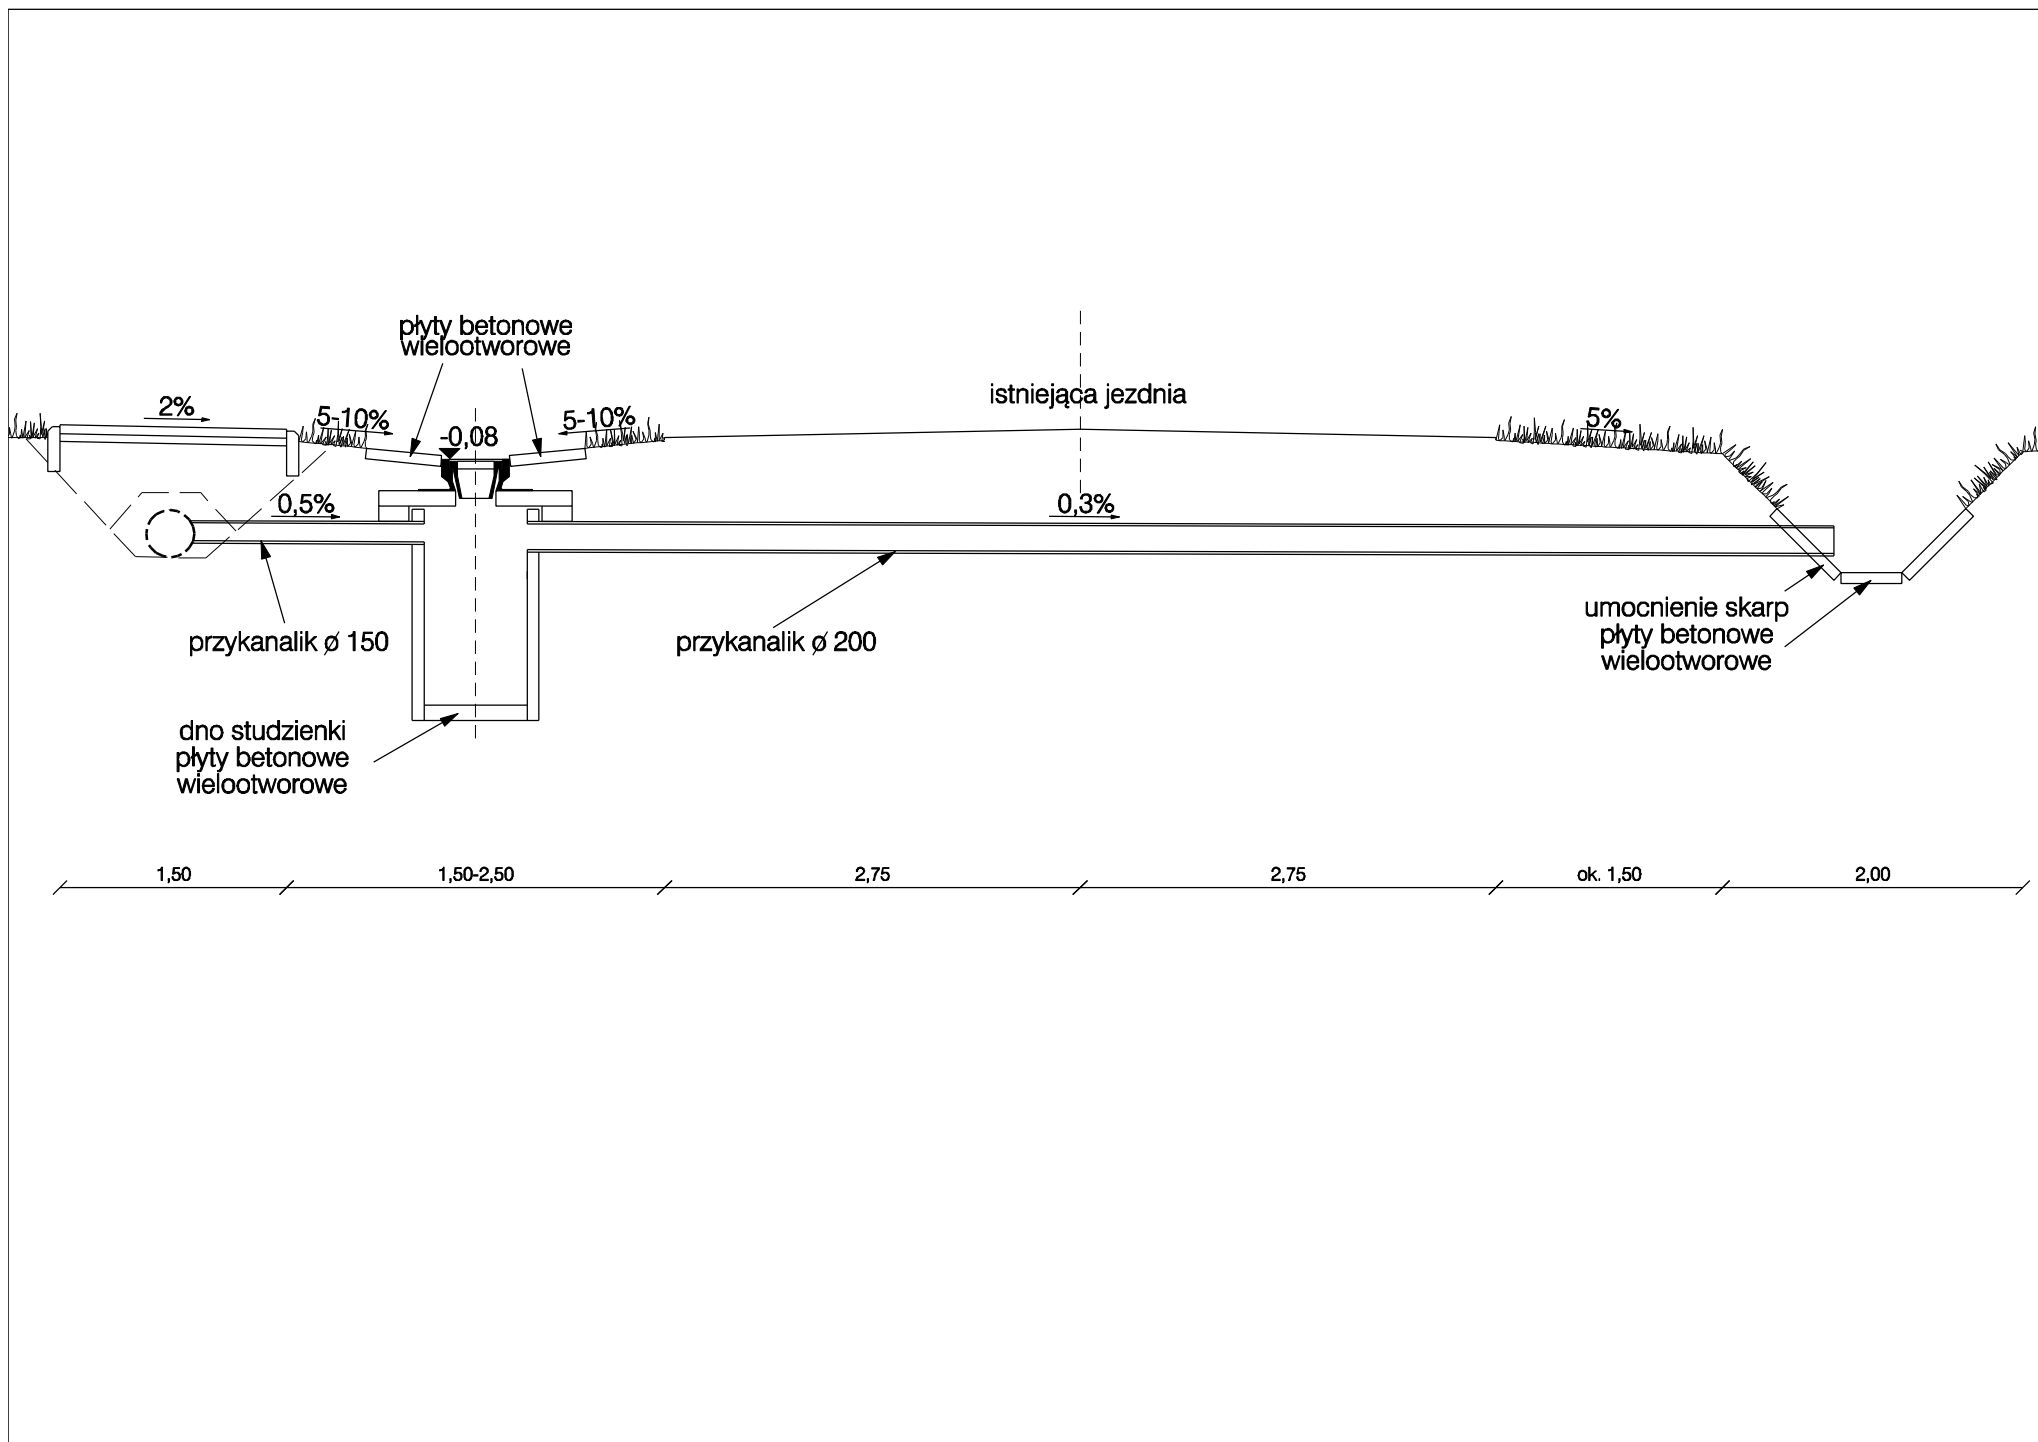 płyty betonowe
wielootworowe
istniejąca jezdnia
2%
5-10%
-0,08
5-10%
5%
0,5%
0,3%
przykanalik ø 150
przykanalik ø 200
umocnienie skarp
płyty betonowe
wielootworowe
dno studzienki
płyty betonowe
wielootworowe
1,50
1,50-2,50
2,75
2,75
ok. 1,50
2,00